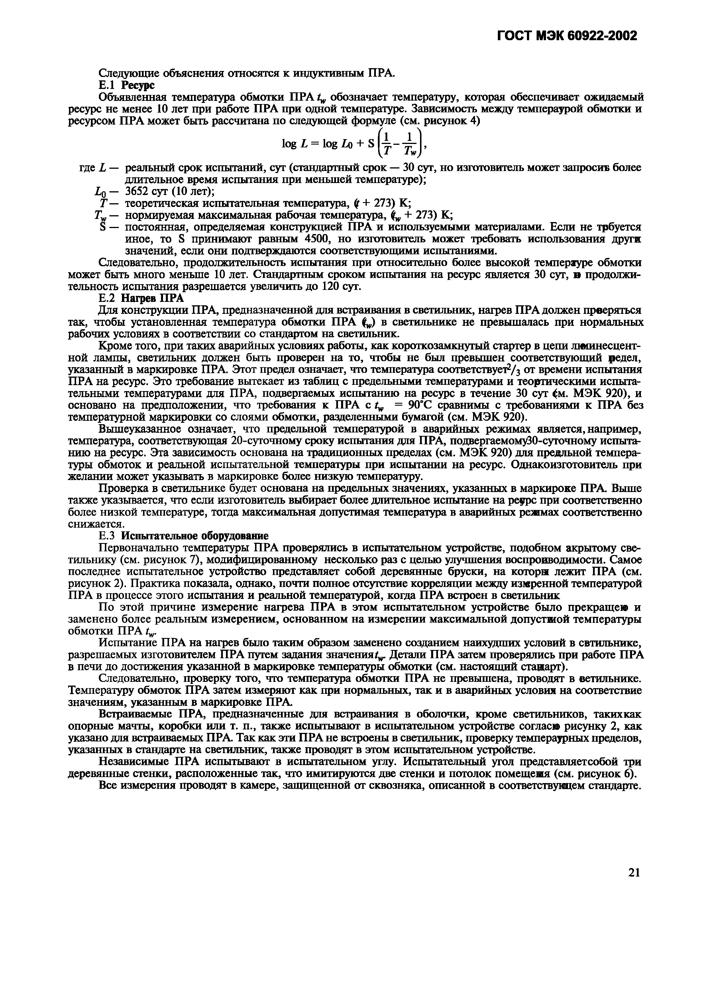 ГОСТ МЭК 60922-2002
Следующие объяснения относятся к индуктивным ПРА.
Е.1 Ресурс
Объявленная температура обмотки ПРА t_w обозначает температуру, которая обеспечивает ожидаемый
ресурс не менее 10 лет при работе ПРА при одной температуре. Зависимость между температурой обмотки и
ресурсом ПРА может быть рассчитана по следующей формуле (см. рисунок 4)
log L = log L0 + S (1/T − 1/T_w),
где L — реальный срок испытаний, сут (стандартный срок — 30 сут, но изготовитель может запросить более
длительное время испытания при меньшей температуре);
L0 — 3652 сут (10 лет);
T — теоретическая испытательная температура, (t + 273) К;
T_w — нормируемая максимальная рабочая температура, (t_w + 273) К;
S — постоянная, определяемая конструкцией ПРА и используемыми материалами. Если не требуется
иное, то S принимают равным 4500, но изготовитель может требовать использования других
значений, если они подтверждаются соответствующими испытаниями.
Следовательно, продолжительность испытания при относительно более высокой температуре обмотки
может быть много меньше 10 лет. Стандартным сроком испытания на ресурс является 30 сут, но продолжи-
тельность испытания разрешается увеличить до 120 сут.
Е.2 Нагрев ПРА
Для конструкции ПРА, предназначенной для встраивания в светильник, нагрев ПРА должен проверяться
так, чтобы установленная температура обмотки ПРА (t_w) в светильнике не превышалась при нормальных
рабочих условиях в соответствии со стандартом на светильник.
Кроме того, при таких аварийных условиях работы, как короткозамкнутый стартер в цепи люминесцент-
ной лампы, светильник должен быть проверен на то, чтобы не был превышен соответствующий предел,
указанный в маркировке ПРА. Этот предел означает, что температура соответствует 2/3 от времени испытания
ПРА на ресурс. Это требование вытекает из таблиц с предельными температурами и теоретическими испыта-
тельными температурами для ПРА, подвергаемых испытанию на ресурс в течение 30 сут (см. МЭК 920), и
основано на предположении, что требования к ПРА с t_w = 90°С сравнимы с требованиями к ПРА без
температурной маркировки со слоями обмотки, разделенными бумагой (см. МЭК 920).
Вышеуказанное означает, что предельной температурой в аварийных режимах является, например,
температура, соответствующая 20-суточному сроку испытания для ПРА, подвергаемому 30-суточному испыта-
нию на ресурс. Эта зависимость основана на традиционных пределах (см. МЭК 920) для предельной темпера-
туры обмоток и реальной испытательной температуры при испытании на ресурс. Однако изготовитель при
желании может указывать в маркировке более низкую температуру.
Проверка в светильнике будет основана на предельных значениях, указанных в маркировке ПРА. Выше
также указывается, что если изготовитель выбирает более длительное испытание на ресурс при соответственно
более низкой температуре, тогда максимальная допустимая температура в аварийных режимах соответственно
снижается.
Е.3 Испытательное оборудование
Первоначально температуры ПРА проверялись в испытательном устройстве, подобном закрытому све-
тильнику (см. рисунок 7), модифицированному несколько раз с целью улучшения воспроизводимости. Самое
последнее испытательное устройство представляет собой деревянные бруски, на которых лежит ПРА (см.
рисунок 2). Практика показала, однако, почти полное отсутствие корреляции между измеренной температурой
ПРА в процессе этого испытания и реальной температурой, когда ПРА встроен в светильник
По этой причине измерение нагрева ПРА в этом испытательном устройстве было прекращено и
заменено более реальным измерением, основанном на измерении максимальной допустимой температуры
обмотки ПРА t_w.
Испытание ПРА на нагрев было таким образом заменено созданием наихудших условий в светильнике,
разрешаемых изготовителем ПРА путем задания значения t_w. Детали ПРА затем проверялись при работе ПРА
в печи до достижения указанной в маркировке температуры обмотки (см. настоящий стандарт).
Следовательно, проверку того, что температура обмотки ПРА не превышена, проводят в светильнике.
Температуру обмоток ПРА затем измеряют как при нормальных, так и в аварийных условиях на соответствие
значениям, указанным в маркировке ПРА.
Встраиваемые ПРА, предназначенные для встраивания в оболочки, кроме светильников, таких как
опорные мачты, коробки или т. п., также испытывают в испытательном устройстве согласно рисунку 2, как
указано для встраиваемых ПРА. Так как эти ПРА не встроены в светильник, проверку температурных пределов,
указанных в стандарте на светильник, также проводят в этом испытательном устройстве.
Независимые ПРА испытывают в испытательном углу. Испытательный угол представляет собой три
деревянные стенки, расположенные так, что имитируются две стенки и потолок помещения (см. рисунок 6).
Все измерения проводят в камере, защищенной от сквозняка, описанной в соответствующем стандарте.
21